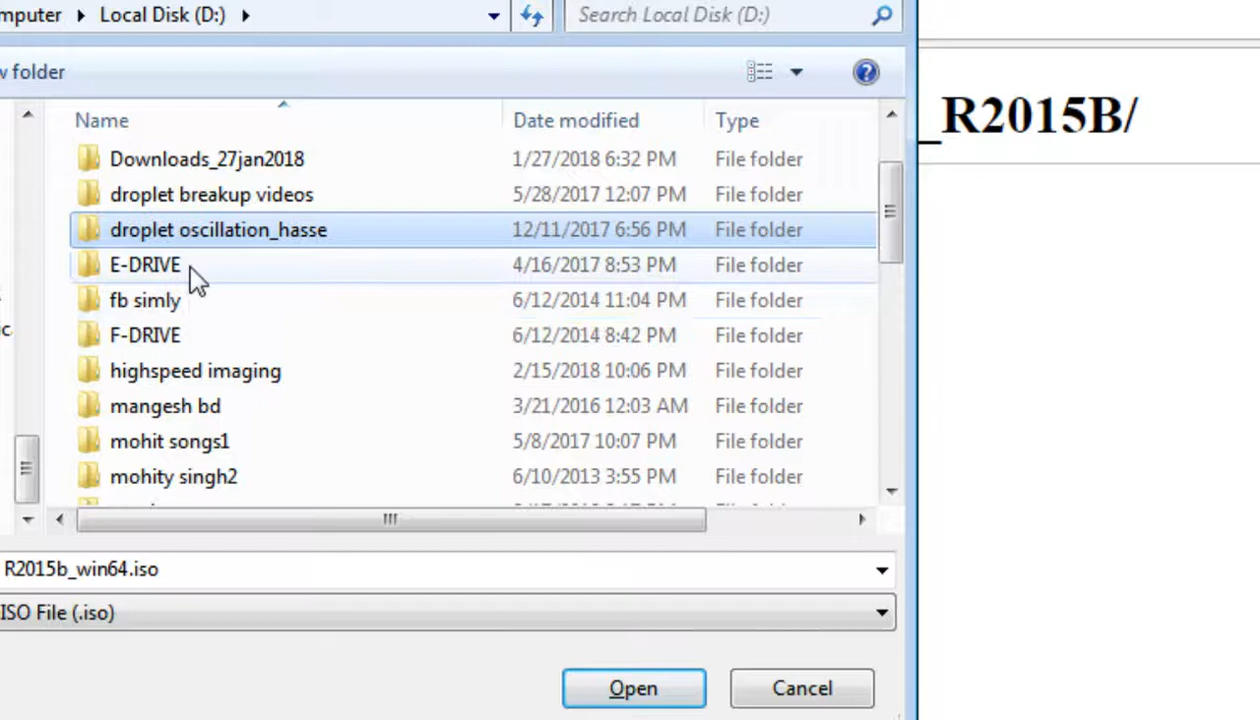 mputer ▸ Local Disk (D:) ▸ Search Local Disk (D:)
w folder
_R2015B/
Name Date modified Type
Downloads_27jan2018 1/27/2018 6:32 PM File folder
droplet breakup videos 5/28/2017 12:07 PM File folder
droplet oscillation_hasse 12/11/2017 6:56 PM File folder
E-DRIVE 4/16/2017 8:53 PM File folder
fb simly 6/12/2014 11:04 PM File folder
F-DRIVE 6/12/2014 8:42 PM File folder
highspeed imaging 2/15/2018 10:06 PM File folder
mangesh bd 3/21/2016 12:03 AM File folder
mohit songs1 5/8/2017 10:07 PM File folder
mohity singh2 6/10/2013 3:55 PM File folder
R2015b_win64.iso
ISO File (.iso)
Open Cancel